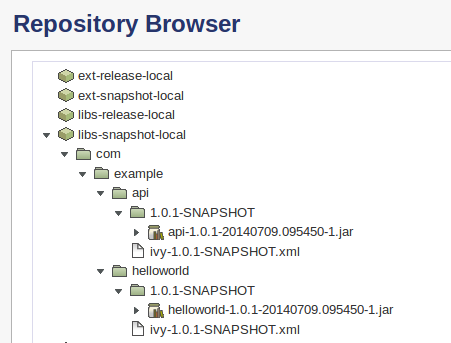 Repository Browser
ext-release-local
ext-snapshot-local
libs-release-local
libs-snapshot-local
com
example
api
1.0.1-SNAPSHOT
api-1.0.1-20140709.095450-1.jar
ivy-1.0.1-SNAPSHOT.xml
helloworld
1.0.1-SNAPSHOT
helloworld-1.0.1-20140709.095450-1.jar
ivy-1.0.1-SNAPSHOT.xml